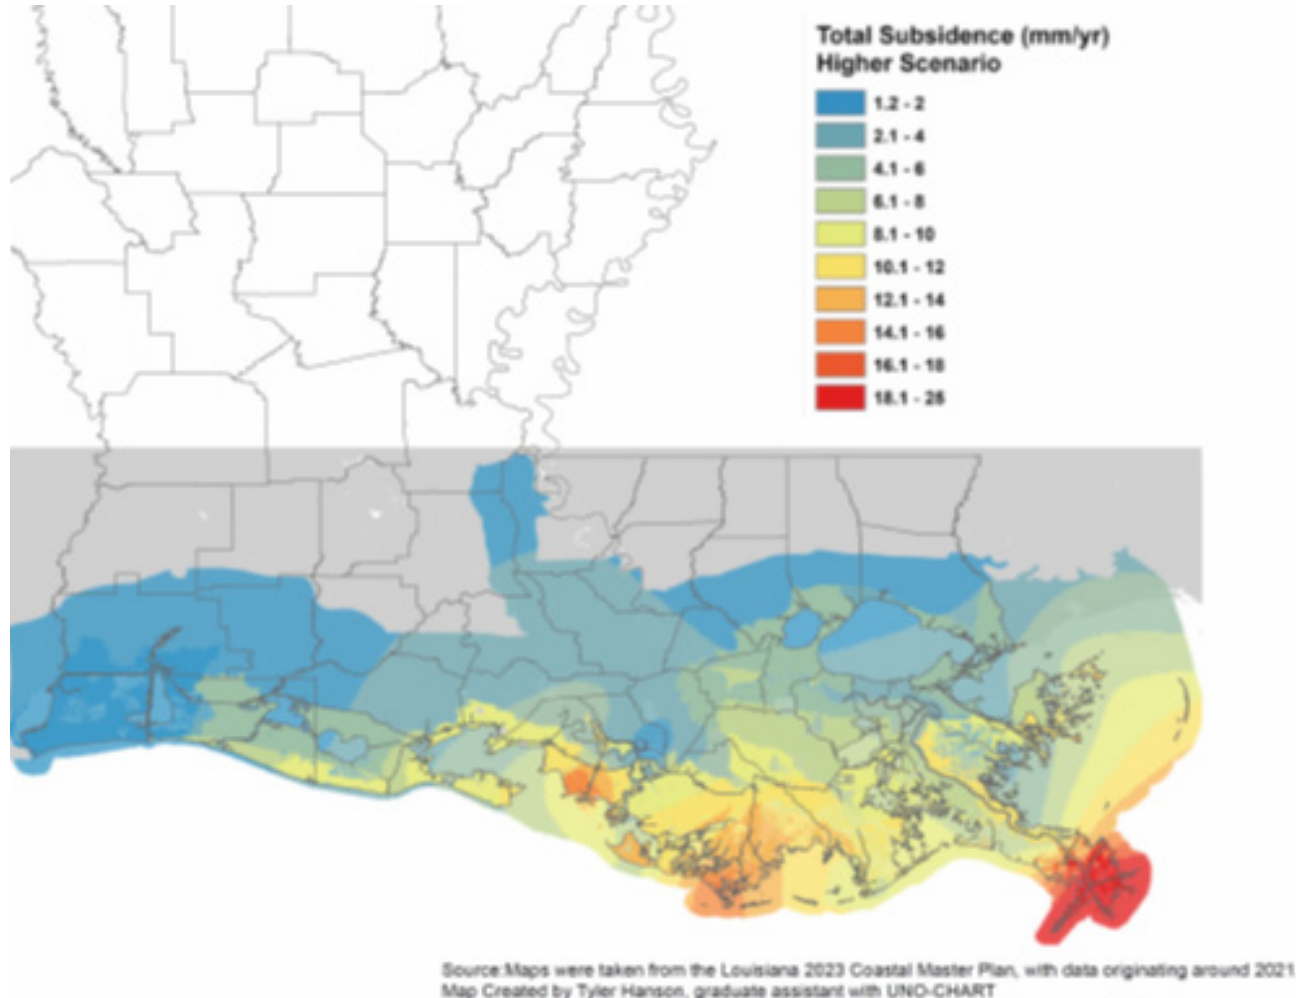 Total Subsidence (mm/yr)
Higher Scenario
1.2 - 2
2.1 - 4
4.1 - 6
6.1 - 8
8.1 - 10
10.1 - 12
12.1 - 14
14.1 - 16
16.1 - 18
18.1 - 25
Source:Maps were taken from the Louisiana 2023 Coastal Master Plan, with data originating around 2021
Map Created by Tyler Hanson, graduate assistant with UNO-CHART